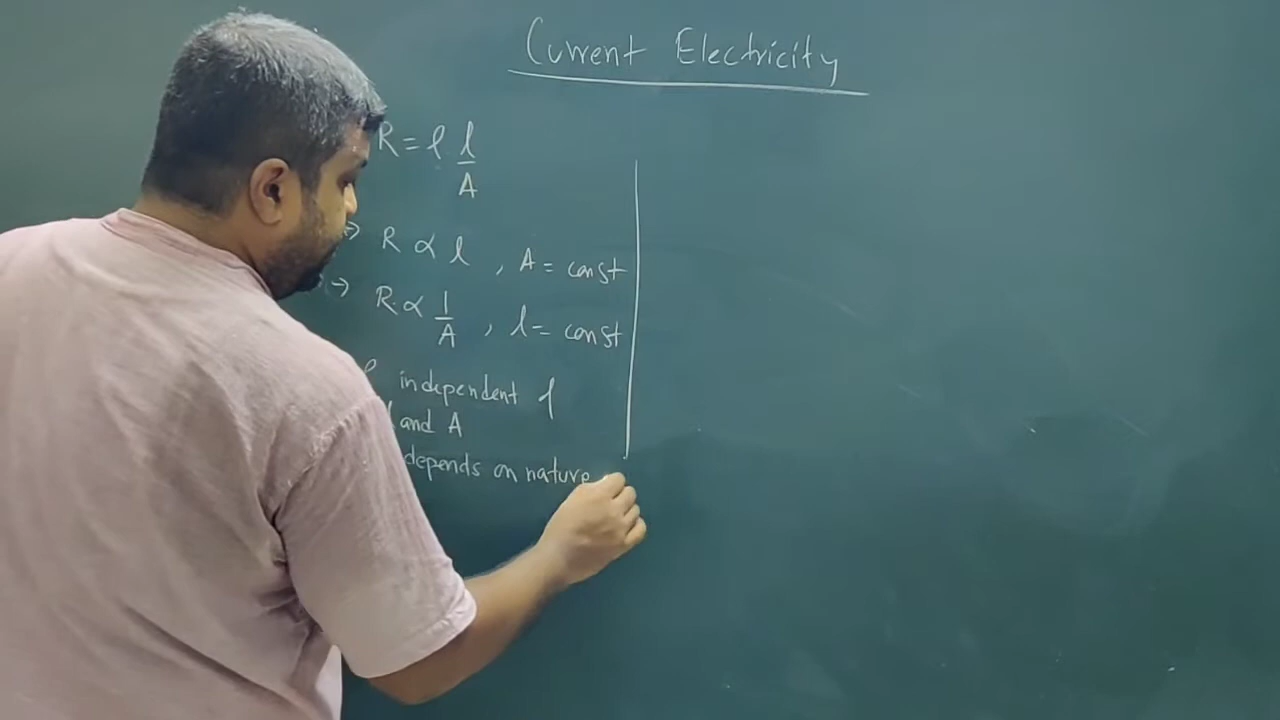 Current Electricity
R = ρ l/A
⇒ R ∝ l , A = const
→ R ∝ 1/A , l = const
ρ independent of
l and A
depends on nature